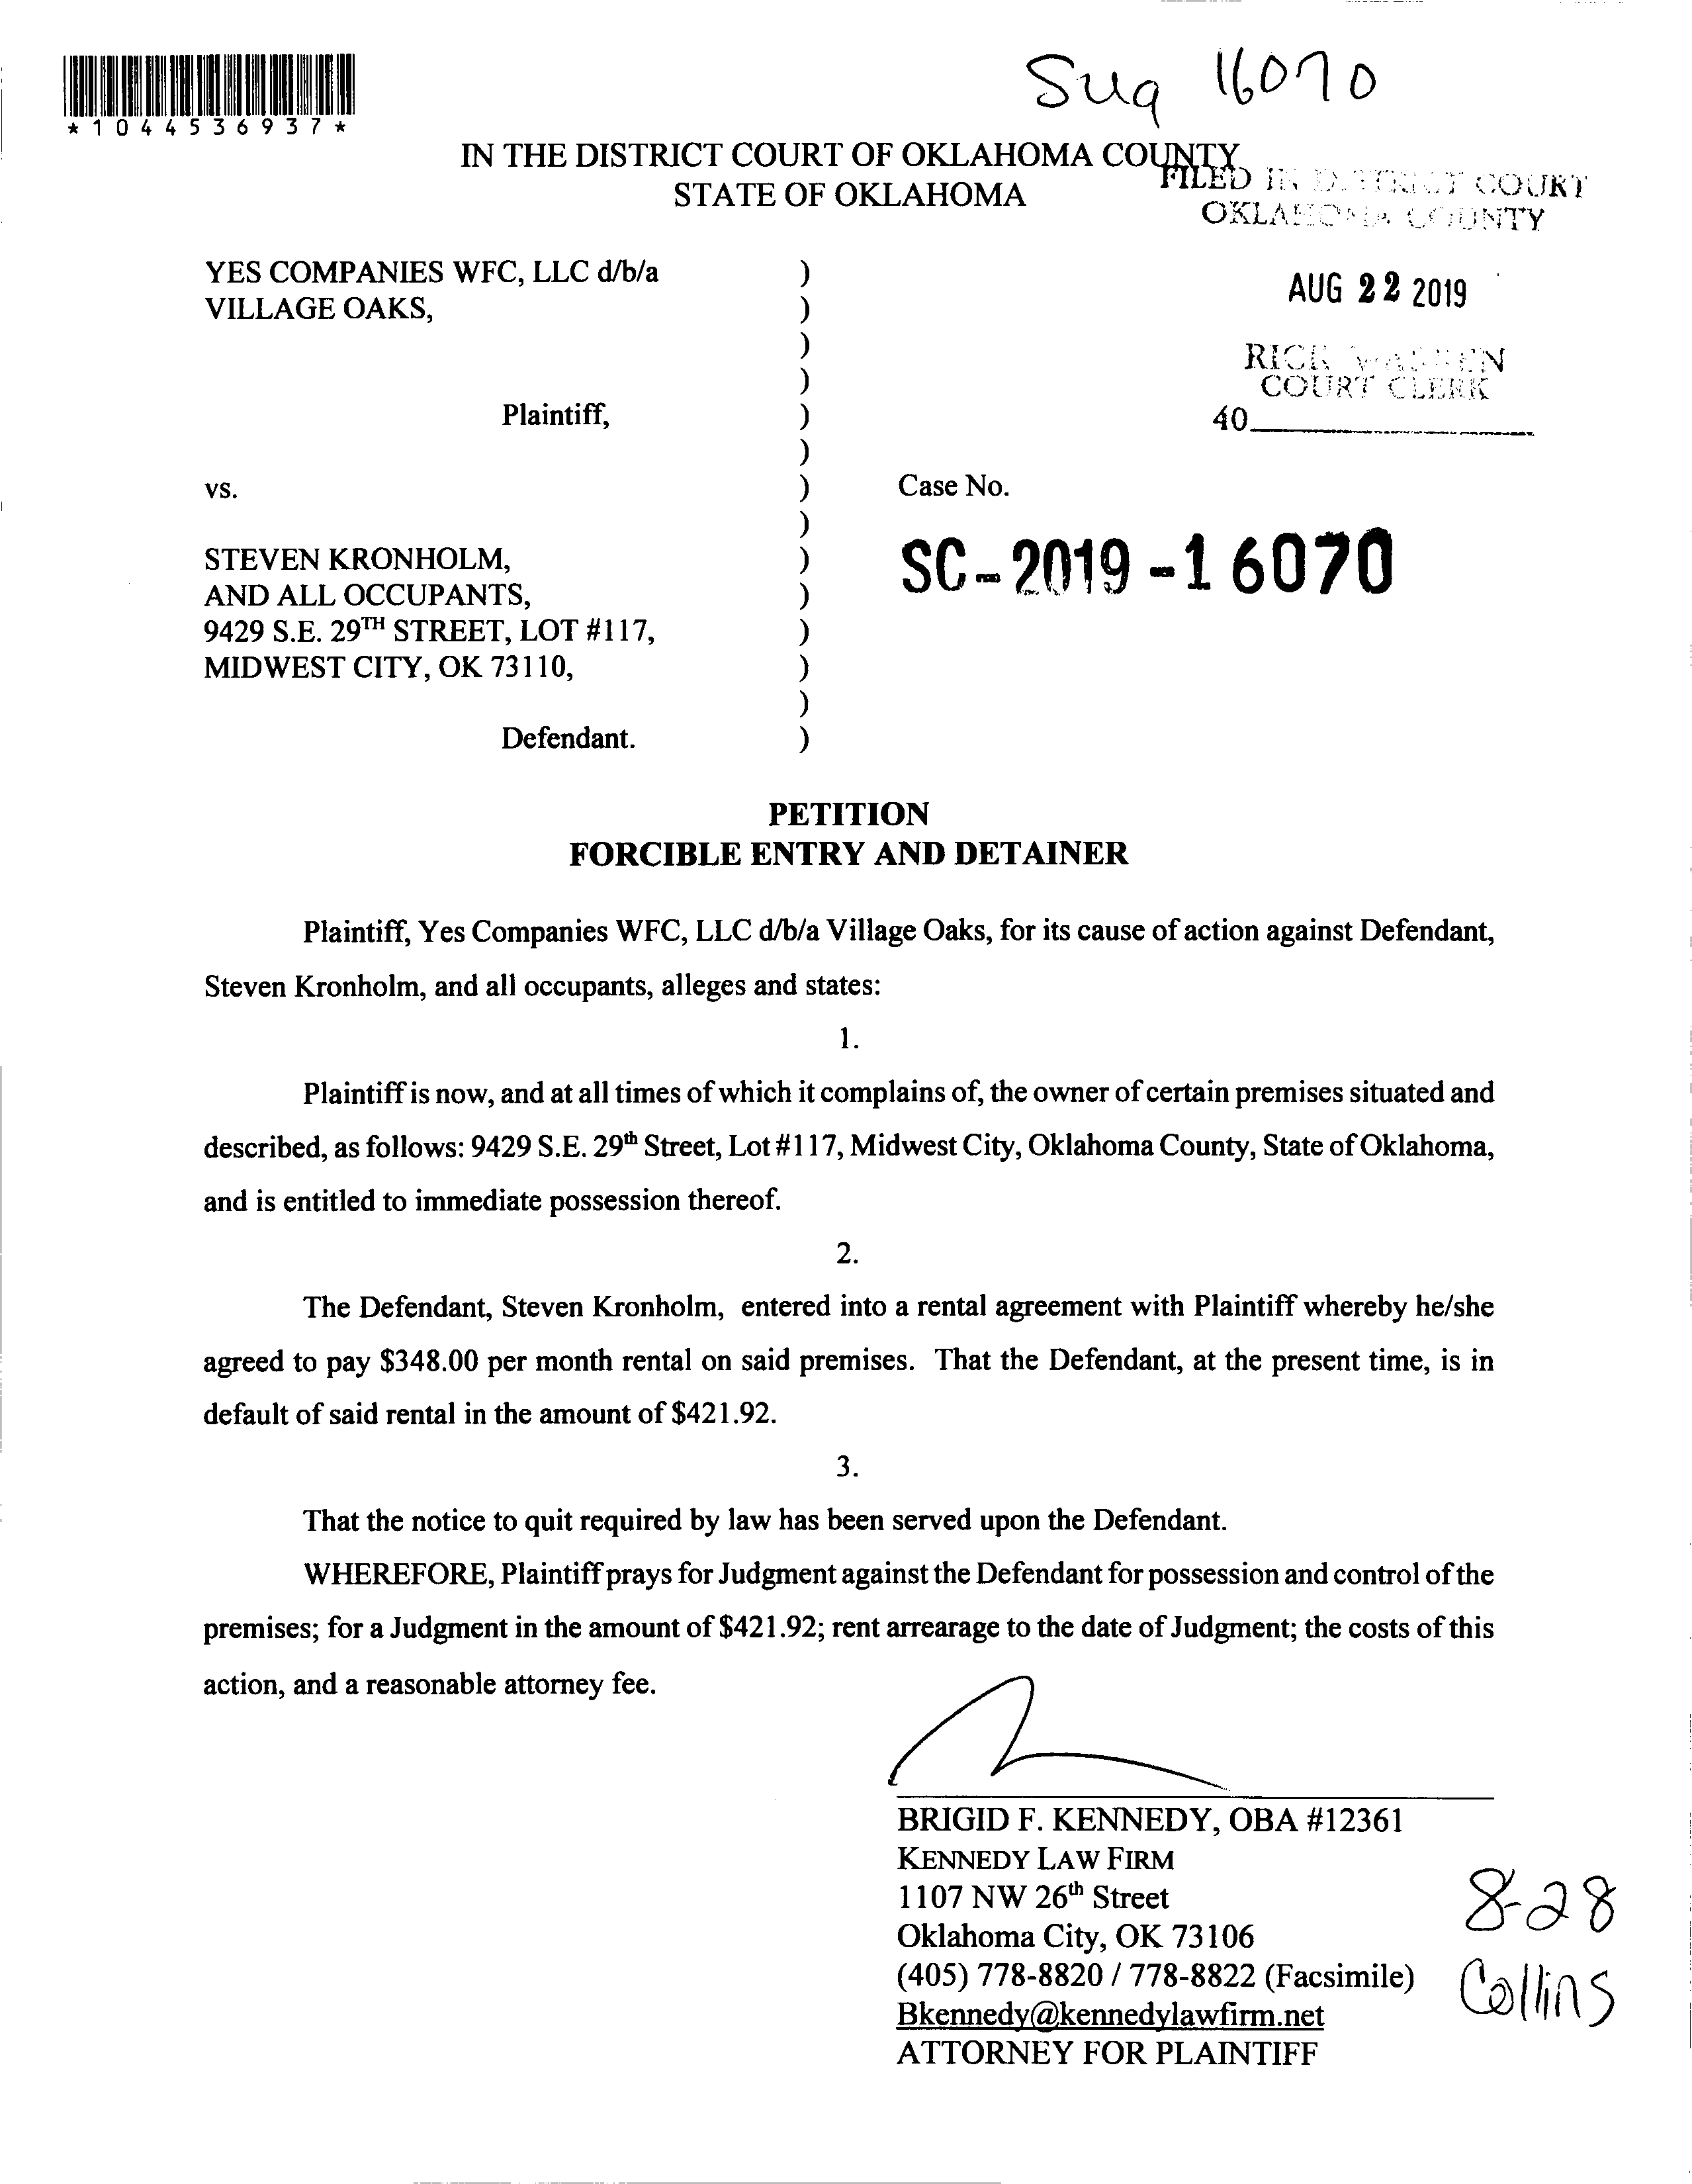 Sug 16070
*1044536937*
IN THE DISTRICT COURT OF OKLAHOMA COUNTY
STATE OF OKLAHOMA
FILED IN DISTRICT COURT
OKLAHOMA COUNTY
YES COMPANIES WFC, LLC d/b/a )
VILLAGE OAKS, )
AUG 22 2019
)
)
RICK WARREN
COURT CLERK
Plaintiff, )
40
)
vs. ) Case No.
)
SC-2019-16070
STEVEN KRONHOLM, )
AND ALL OCCUPANTS, )
9429 S.E. 29TH STREET, LOT #117, )
MIDWEST CITY, OK 73110, )
)
Defendant. )
PETITION
FORCIBLE ENTRY AND DETAINER
Plaintiff, Yes Companies WFC, LLC d/b/a Village Oaks, for its cause of action against Defendant,
Steven Kronholm, and all occupants, alleges and states:
1.
Plaintiff is now, and at all times of which it complains of, the owner of certain premises situated and
described, as follows: 9429 S.E. 29th Street, Lot #117, Midwest City, Oklahoma County, State of Oklahoma,
and is entitled to immediate possession thereof.
2.
The Defendant, Steven Kronholm, entered into a rental agreement with Plaintiff whereby he/she
agreed to pay $348.00 per month rental on said premises. That the Defendant, at the present time, is in
default of said rental in the amount of $421.92.
3.
That the notice to quit required by law has been served upon the Defendant.
WHEREFORE, Plaintiff prays for Judgment against the Defendant for possession and control of the
premises; for a Judgment in the amount of $421.92; rent arrearage to the date of Judgment; the costs of this
action, and a reasonable attorney fee.
BRIGID F. KENNEDY, OBA #12361
KENNEDY LAW FIRM
1107 NW 26th Street
Oklahoma City, OK 73106
(405) 778-8820 / 778-8822 (Facsimile)
Bkennedy@kennedylawfirm.net
ATTORNEY FOR PLAINTIFF
8-28
Collins